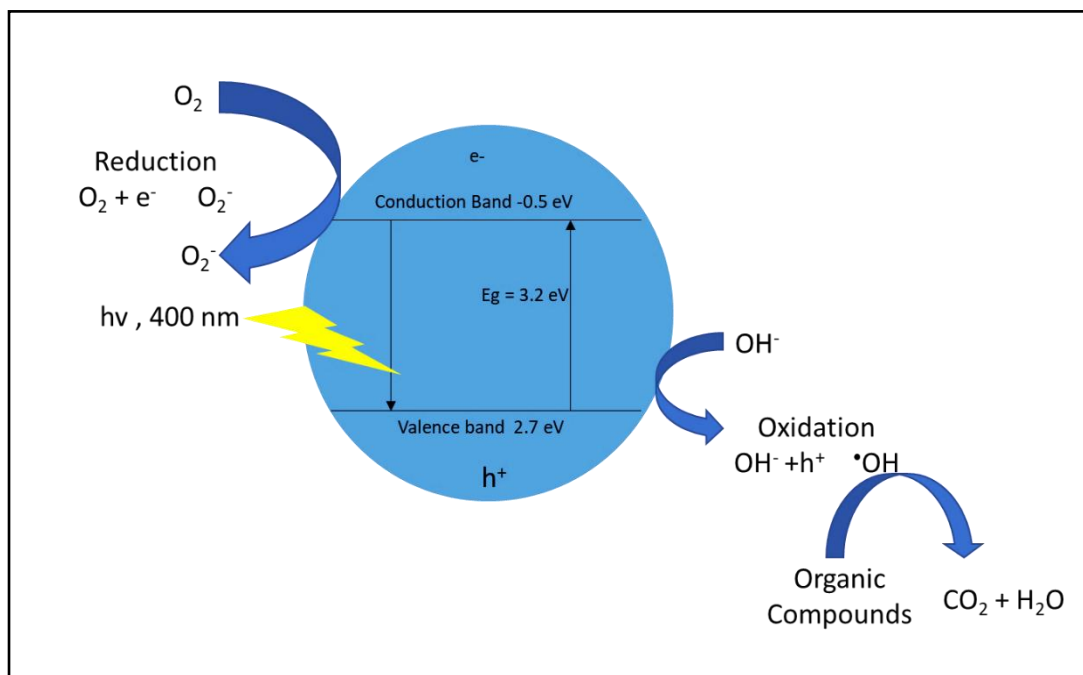 O₂
Reduction
O₂ + e⁻ O₂⁻
O₂⁻
hν , 400 nm
e-
Conduction Band -0.5 eV
Eg = 3.2 eV
Valence band 2.7 eV
h⁺
OH⁻
Oxidation
OH⁻ +h⁺ •OH
Organic
Compounds
CO₂ + H₂O